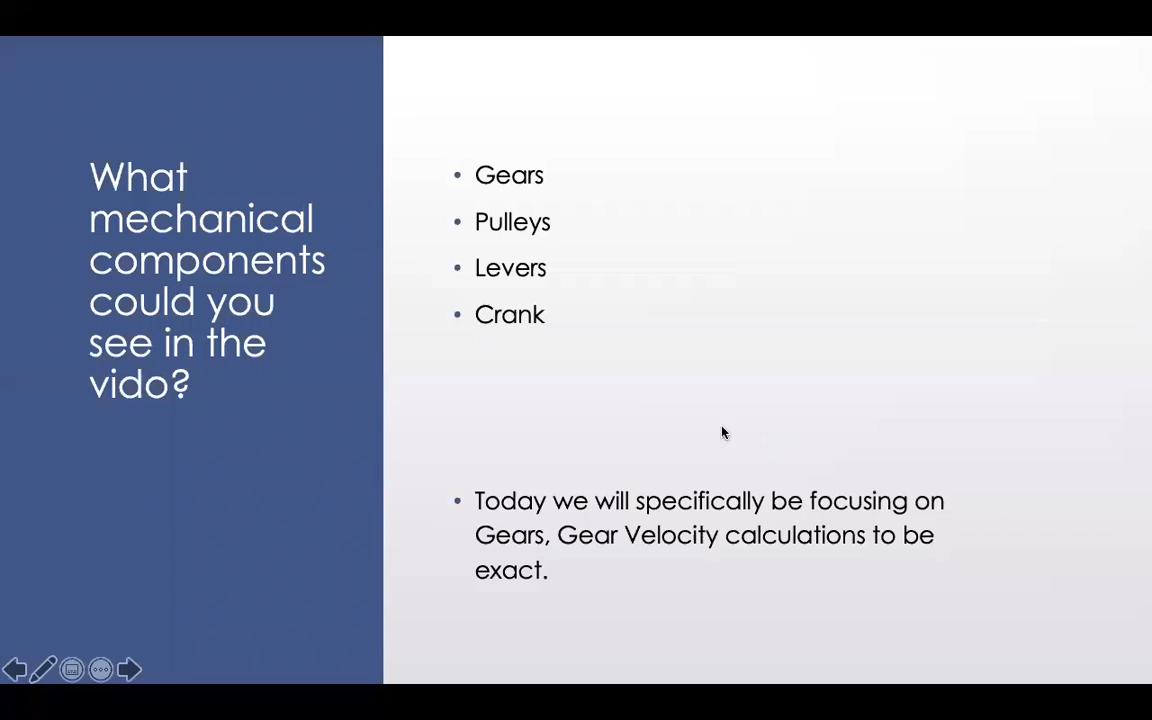 What
mechanical
components
could you
see in the
vido?
• Gears
• Pulleys
• Levers
• Crank
• Today we will specifically be focusing on
Gears, Gear Velocity calculations to be
exact.